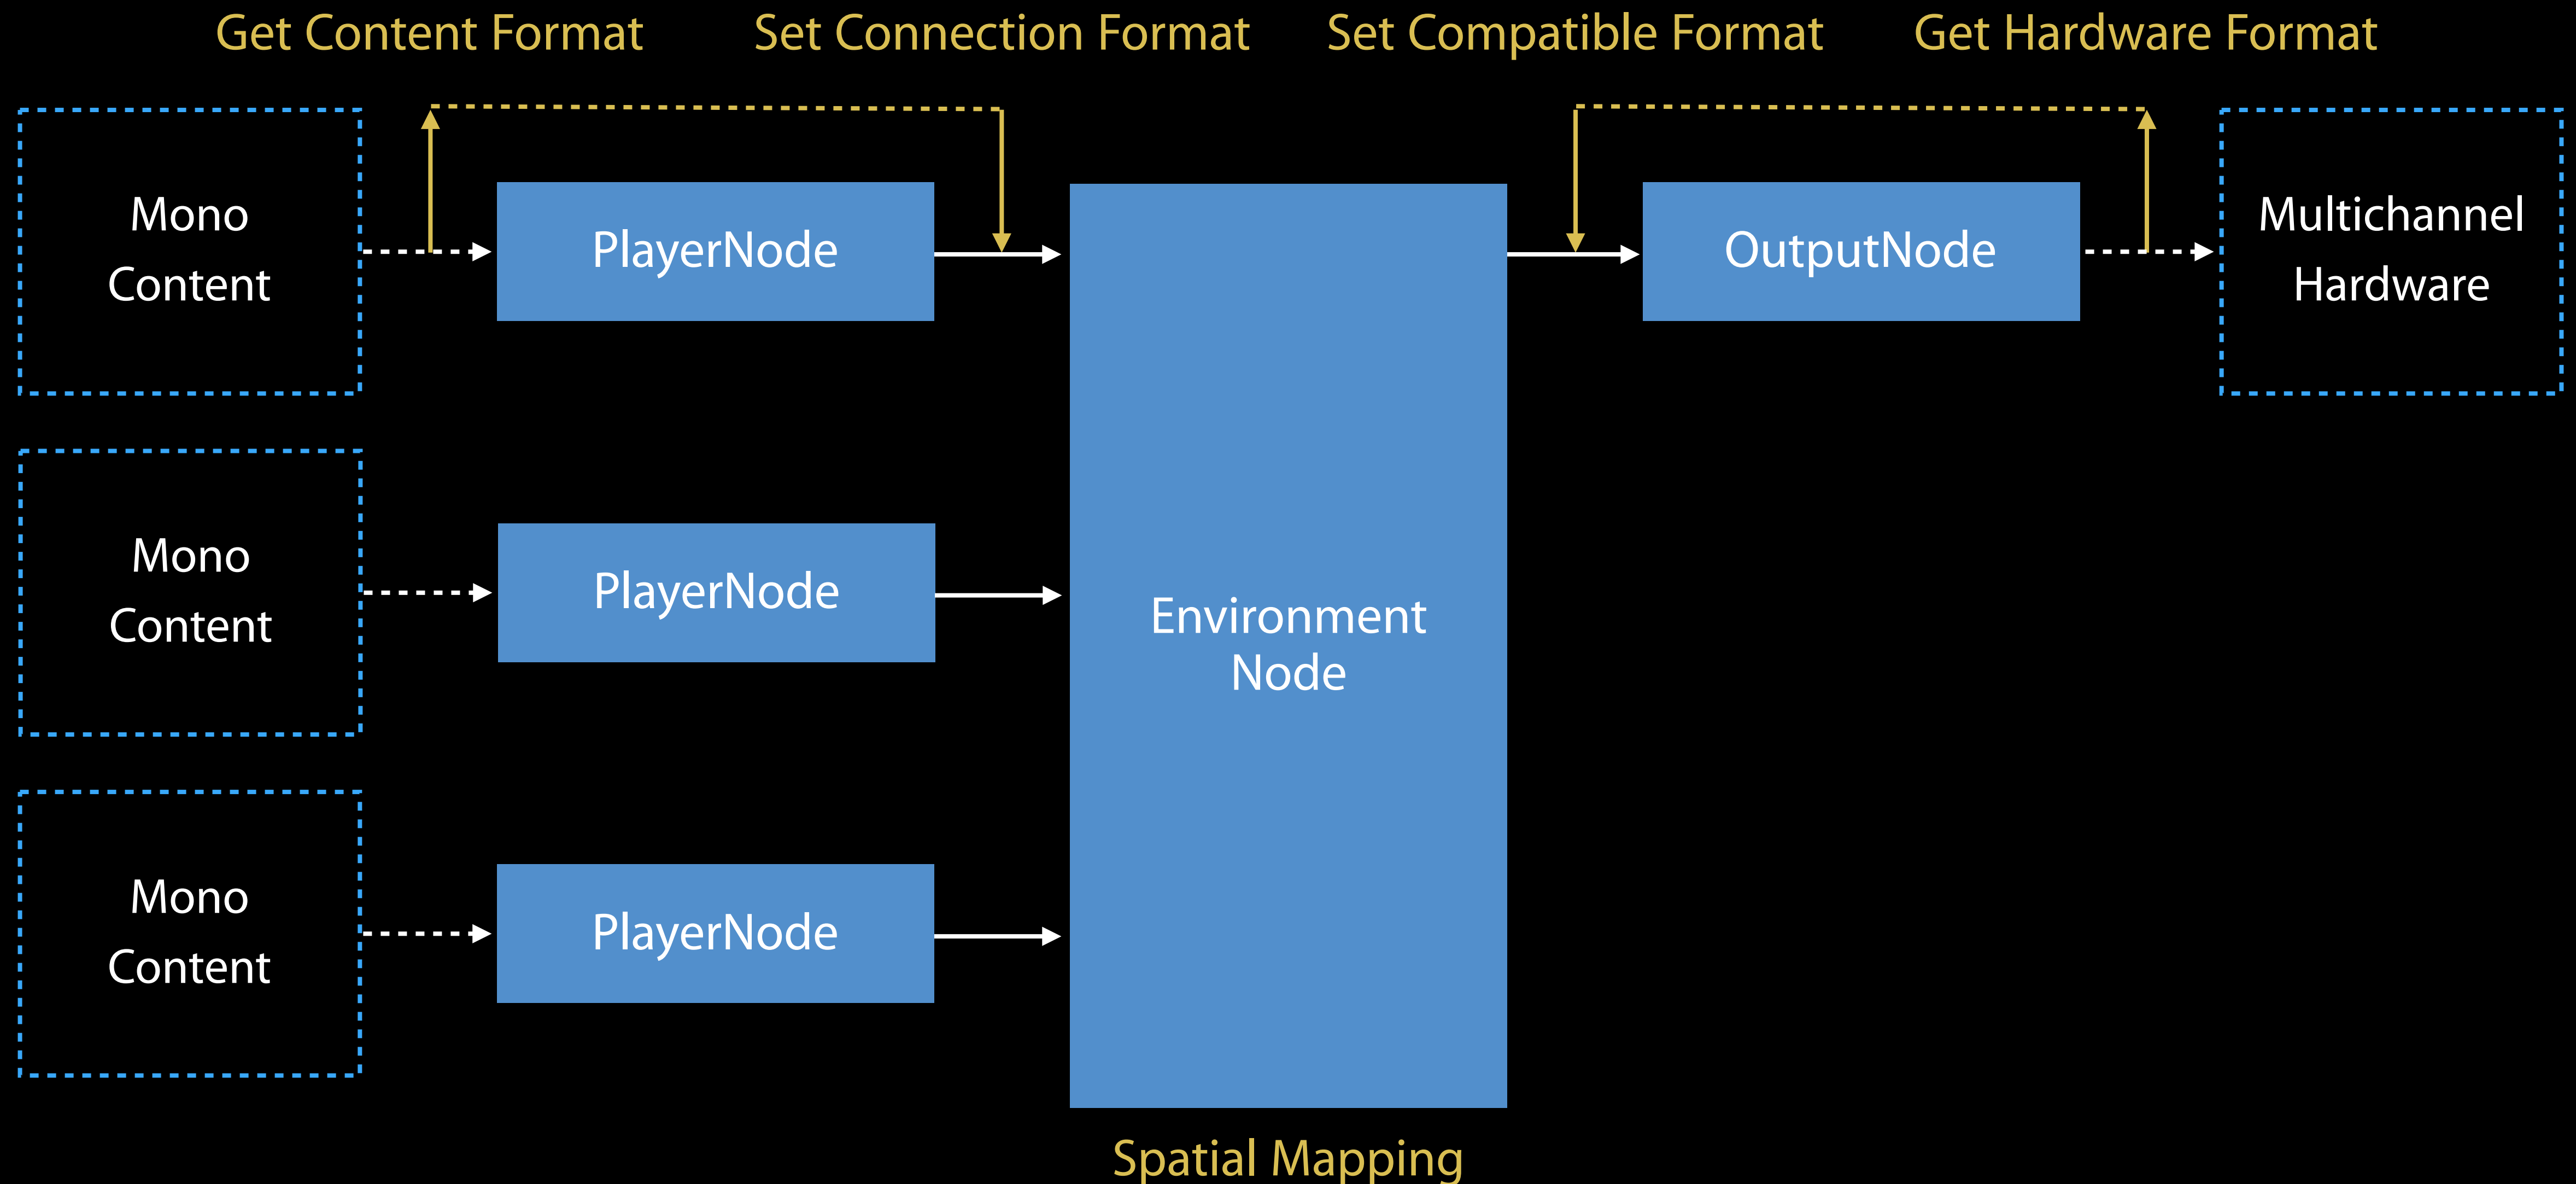 Get Content Format
Set Connection Format
Set Compatible Format
Get Hardware Format
Mono
Content
PlayerNode
OutputNode
Multichannel
Hardware
Mono
Content
PlayerNode
Environment
Node
Mono
Content
PlayerNode
Spatial Mapping